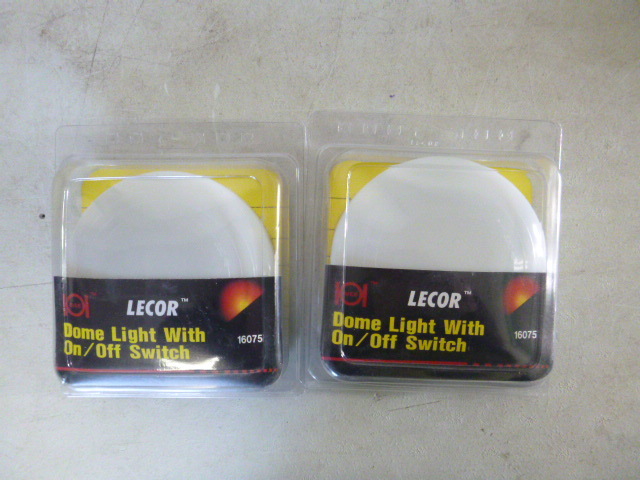 LECOR™
Dome Light With
On/Off Switch
16075
LECOR™
Dome Light With
On/Off Switch
16075